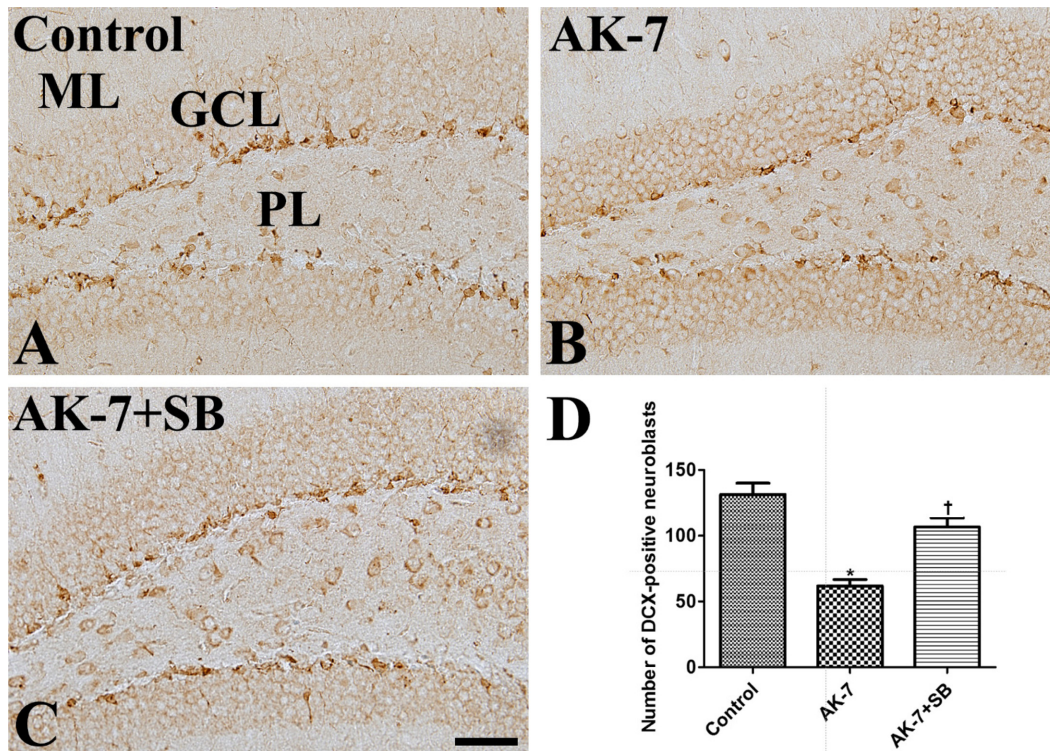 Control
ML
GCL
PL
A
AK-7
B
AK-7+SB
C
D
Number of DCX-positive neuroblasts
150
100
50
0
*
†
Control
AK-7
AK-7+SB